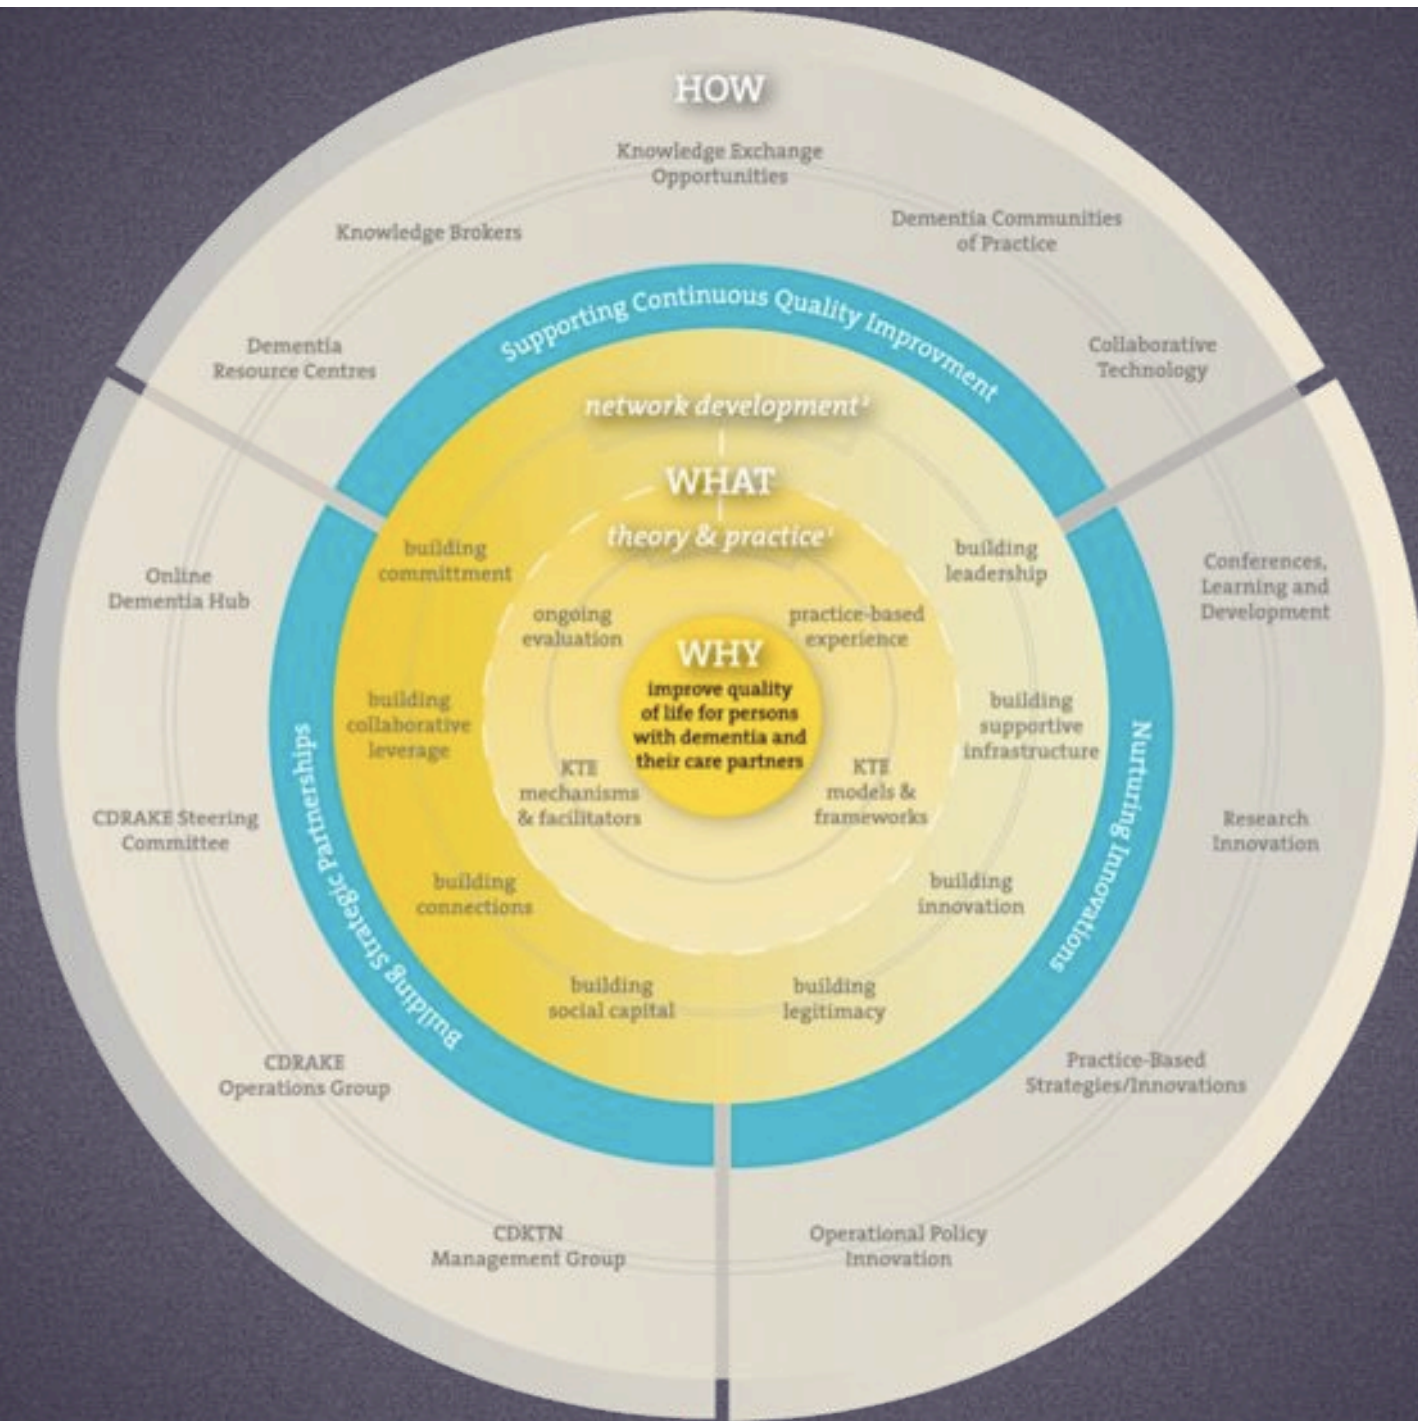 HOW
Knowledge Exchange
Opportunities
Knowledge Brokers
Dementia Communities
of Practice
Dementia
Resource Centres
Collaborative
Technology
Supporting Continuous Quality Improvment
network development²
WHAT
theory & practice¹
building
committment
building
leadership
ongoing
evaluation
practice-based
experience
WHY
improve quality
of life for persons
with dementia and
their care partners
building
collaborative
leverage
building
supportive
infrastructure
KTE
mechanisms
& facilitators
KTE
models &
frameworks
building
connections
building
innovation
building
social capital
building
legitimacy
Building Strategic Partnerships
Nurturing Innovations
Online
Dementia Hub
Conferences,
Learning and
Development
CDRAKE Steering
Committee
Research
Innovation
CDRAKE
Operations Group
Practice-Based
Strategies/Innovations
CDKTN
Management Group
Operational Policy
Innovation